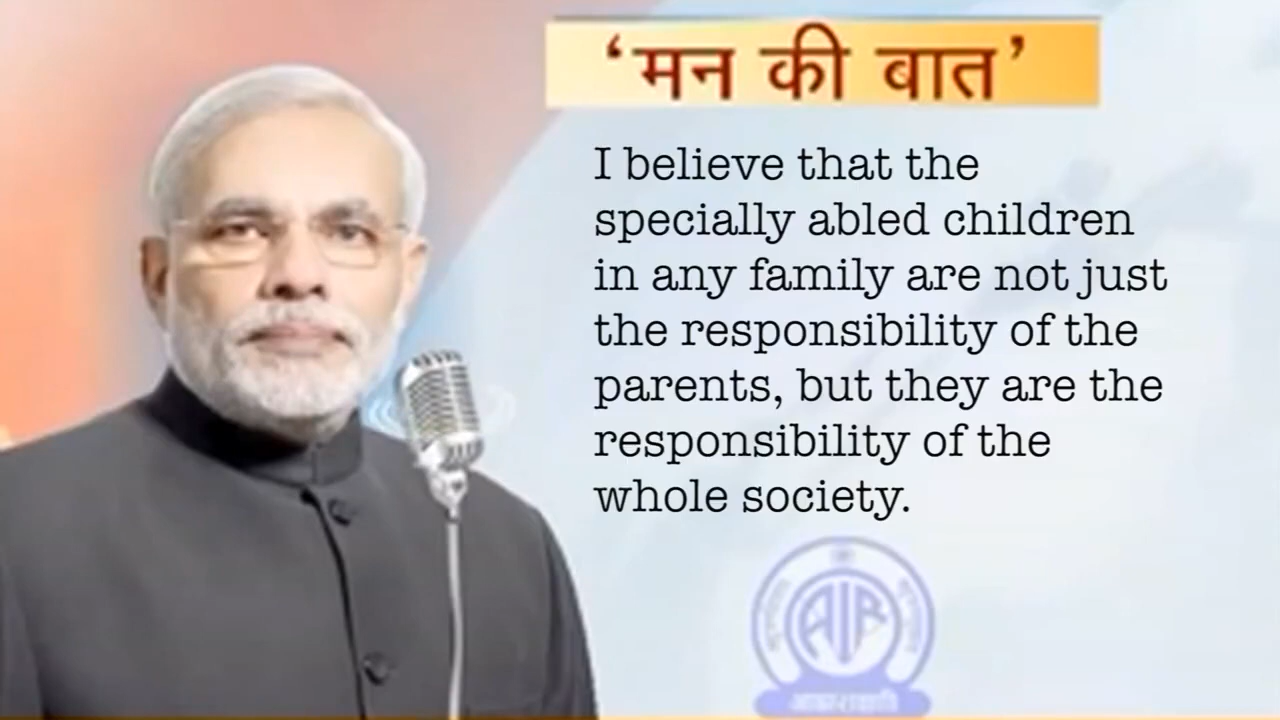 ‘मन की बात’
I believe that the
specially abled children
in any family are not just
the responsibility of the
parents, but they are the
responsibility of the
whole society.
AIR